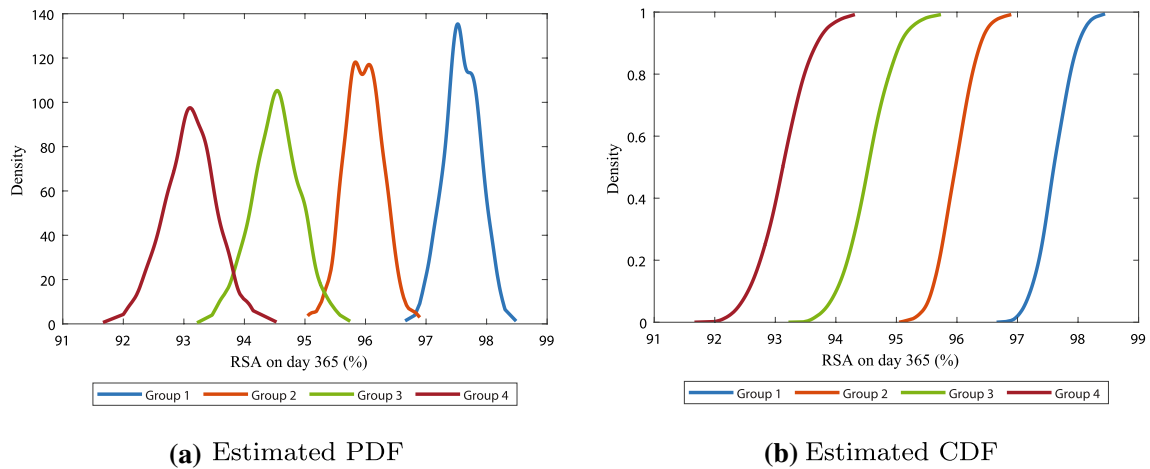 140
120
100
80
60
40
20
0
Density
91 92 93 94 95 96 97 98 99
RSA on day 365 (%)
Group 1 Group 2 Group 3 Group 4
(a) Estimated PDF
1
0.8
0.6
0.4
0.2
0
Density
91 92 93 94 95 96 97 98 99
RSA on day 365 (%)
Group 1 Group 2 Group 3 Group 4
(b) Estimated CDF